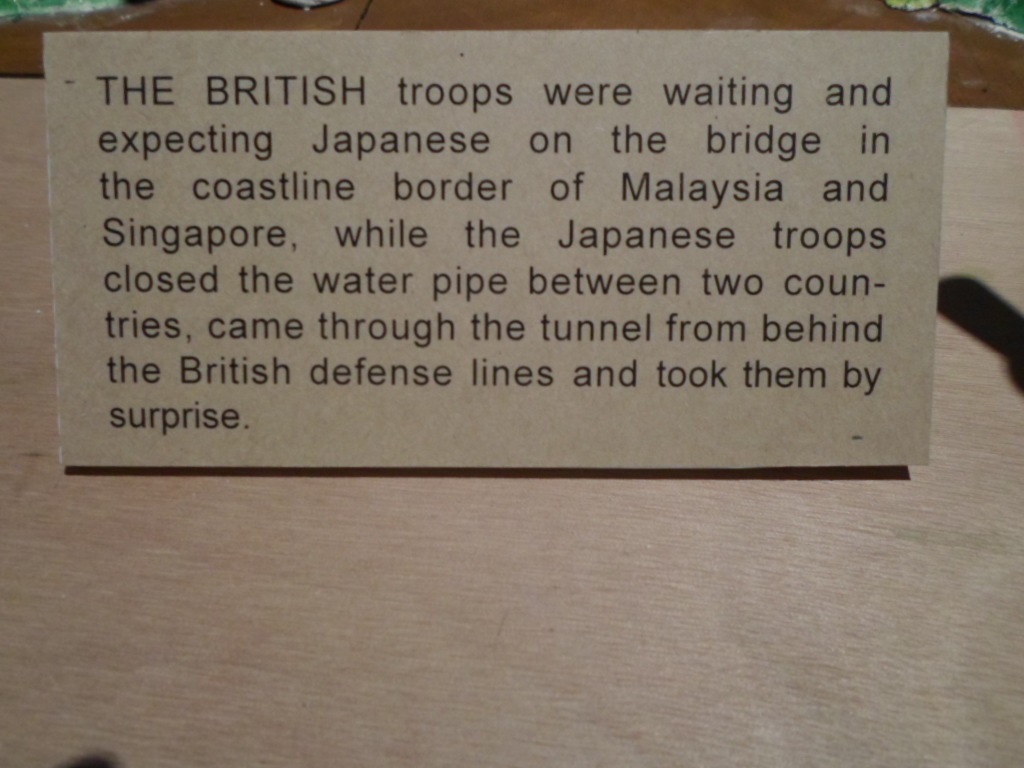 THE BRITISH troops were waiting and
expecting Japanese on the bridge in
the coastline border of Malaysia and
Singapore, while the Japanese troops
closed the water pipe between two coun-
tries, came through the tunnel from behind
the British defense lines and took them by
surprise.